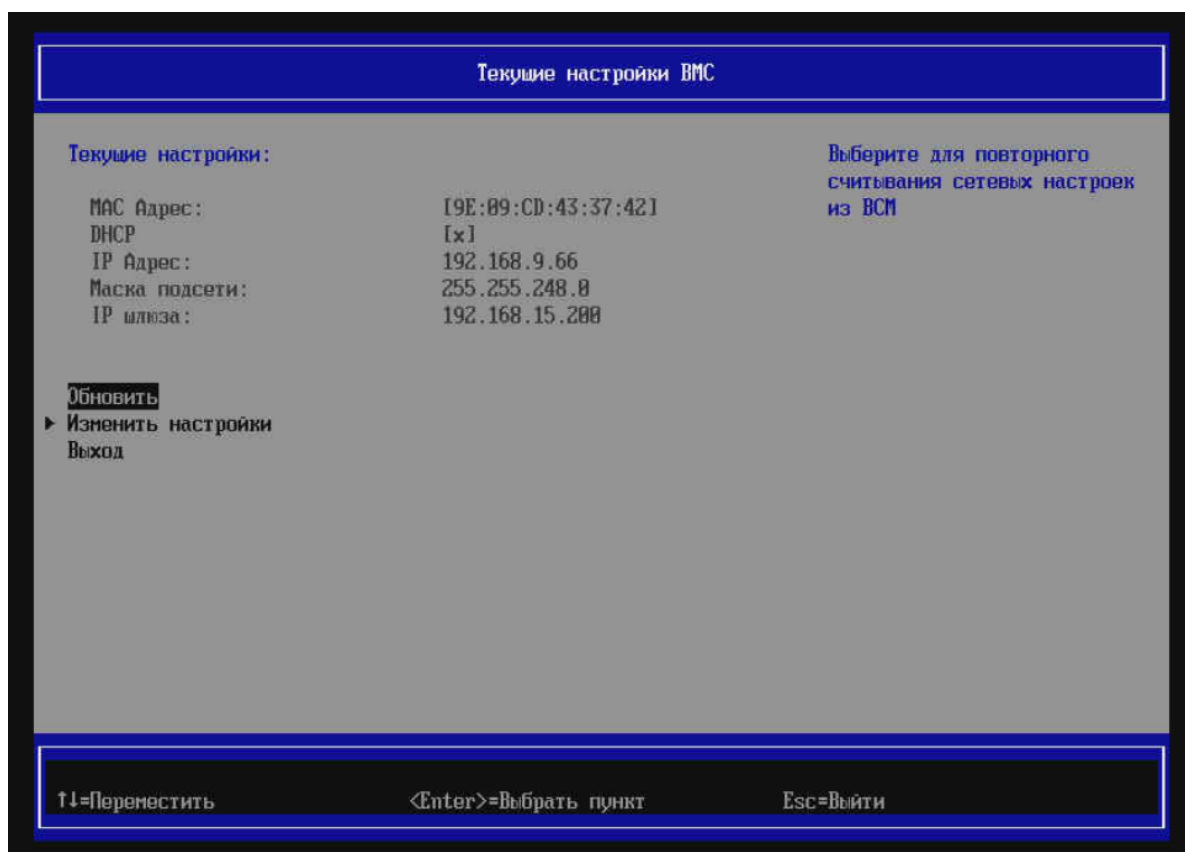 Текущие настройки BMC
Текущие настройки:
Выберите для повторного
считывания сетевых настроек
из BCM
MAC Адрес: [9E:09:CD:43:37:42]
DHCP [x]
IP Адрес: 192.168.9.66
Маска подсети: 255.255.248.0
IP шлюза: 192.168.15.200
Обновить
▶ Изменить настройки
Выход
↑↓=Переместить <Enter>=Выбрать пункт Esc=Выйти